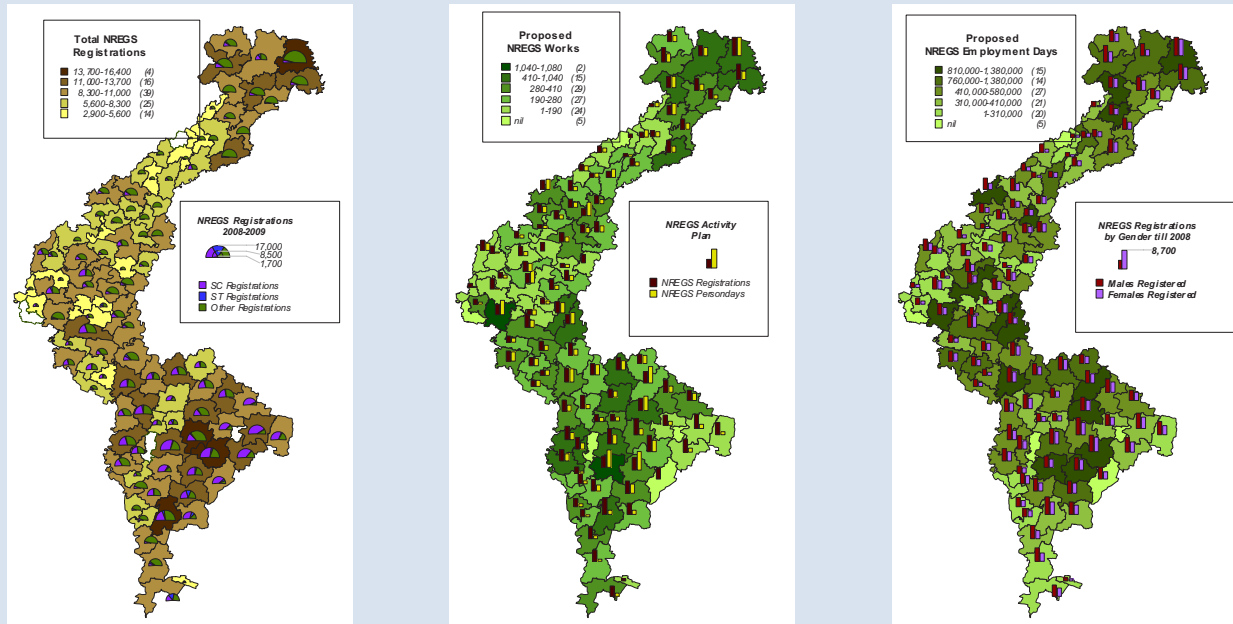 Total NREGS
Registrations
13,700-16,400 (4)
11,000-13,700 (16)
8,300-11,000 (39)
5,600-8,300 (25)
2,900-5,600 (14)
NREGS Registrations
2008-2009
17,000
8,500
1,700
SC Registrations
ST Registrations
Other Registrations
Proposed
NREGS Works
1,040-1,080 (2)
410-1,040 (15)
280-410 (29)
190-280 (27)
1-190 (24)
nil (5)
NREGS Activity
Plan
NREGS Registrations
NREGS Persondays
Proposed
NREGS Employment Days
810,000-1,380,000 (15)
760,000-1,380,000 (14)
410,000-580,000 (27)
310,000-410,000 (21)
1-310,000 (20)
nil (5)
NREGS Registrations
by Gender till 2008
8,700
Males Registered
Females Registered